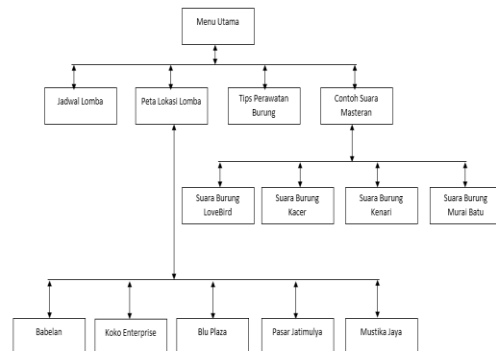 Menu Utama
Jadwal Lomba
Peta Lokasi Lomba
Tips Perawatan
Burung
Contoh Suara
Masteran
Suara Burung
LoveBird
Suara Burung
Kacer
Suara Burung
Kenari
Suara Burung
Murai Batu
Babelan
Koko Enterprise
Blu Plaza
Pasar Jatimulya
Mustika Jaya